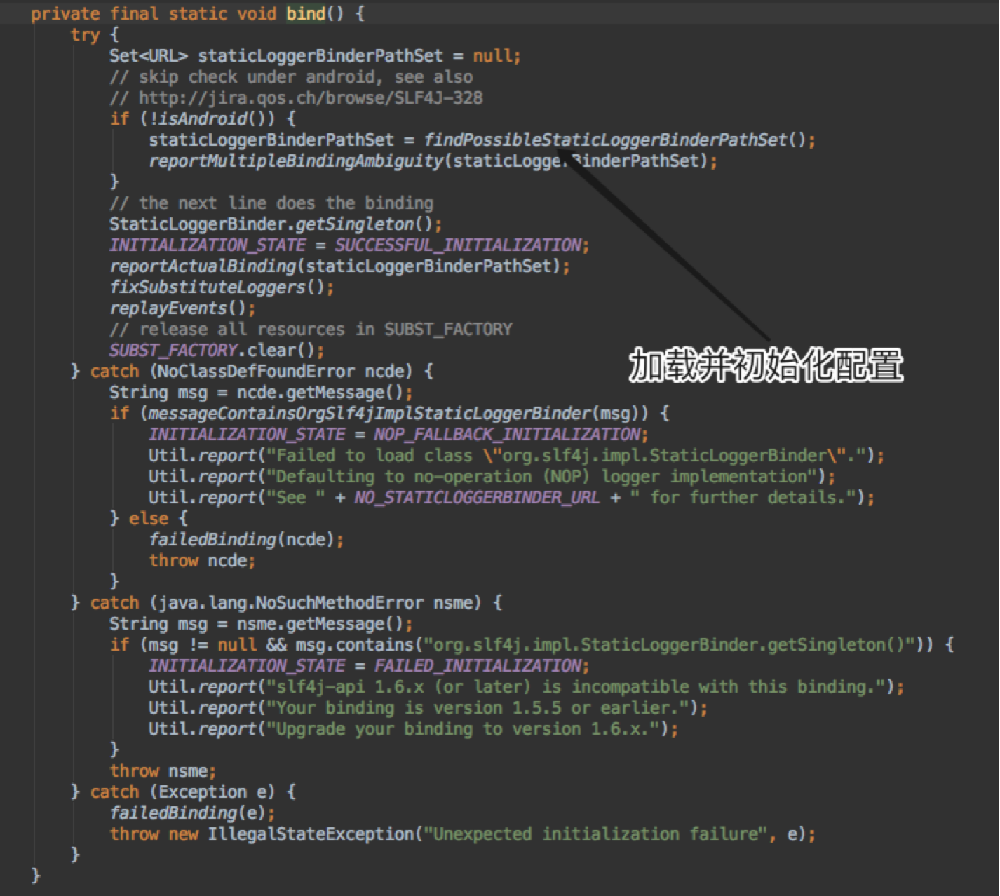 private final static void bind() {
try {
Set<URL> staticLoggerBinderPathSet = null;
// skip check under android, see also
// http://jira.qos.ch/browse/SLF4J-328
if (!isAndroid()) {
staticLoggerBinderPathSet = findPossibleStaticLoggerBinderPathSet();
reportMultipleBindingAmbiguity(staticLoggerBinderPathSet);
}
// the next line does the binding
StaticLoggerBinder.getSingleton();
INITIALIZATION_STATE = SUCCESSFUL_INITIALIZATION;
reportActualBinding(staticLoggerBinderPathSet);
fixSubstituteLoggers();
replayEvents();
// release all resources in SUBST_FACTORY
SUBST_FACTORY.clear();
加载并初始化配置
} catch (NoClassDefFoundError ncde) {
String msg = ncde.getMessage();
if (messageContainsOrgSlf4jImplStaticLoggerBinder(msg)) {
INITIALIZATION_STATE = NOP_FALLBACK_INITIALIZATION;
Util.report("Failed to load class \"org.slf4j.impl.StaticLoggerBinder\".");
Util.report("Defaulting to no-operation (NOP) logger implementation");
Util.report("See " + NO_STATICLOGGERBINDER_URL + " for further details.");
} else {
failedBinding(ncde);
throw ncde;
}
} catch (java.lang.NoSuchMethodError nsme) {
String msg = nsme.getMessage();
if (msg != null && msg.contains("org.slf4j.impl.StaticLoggerBinder.getSingleton()")) {
INITIALIZATION_STATE = FAILED_INITIALIZATION;
Util.report("slf4j-api 1.6.x (or later) is incompatible with this binding.");
Util.report("Your binding is version 1.5.5 or earlier.");
Util.report("Upgrade your binding to version 1.6.x.");
}
throw nsme;
} catch (Exception e) {
failedBinding(e);
throw new IllegalStateException("Unexpected initialization failure", e);
}
}